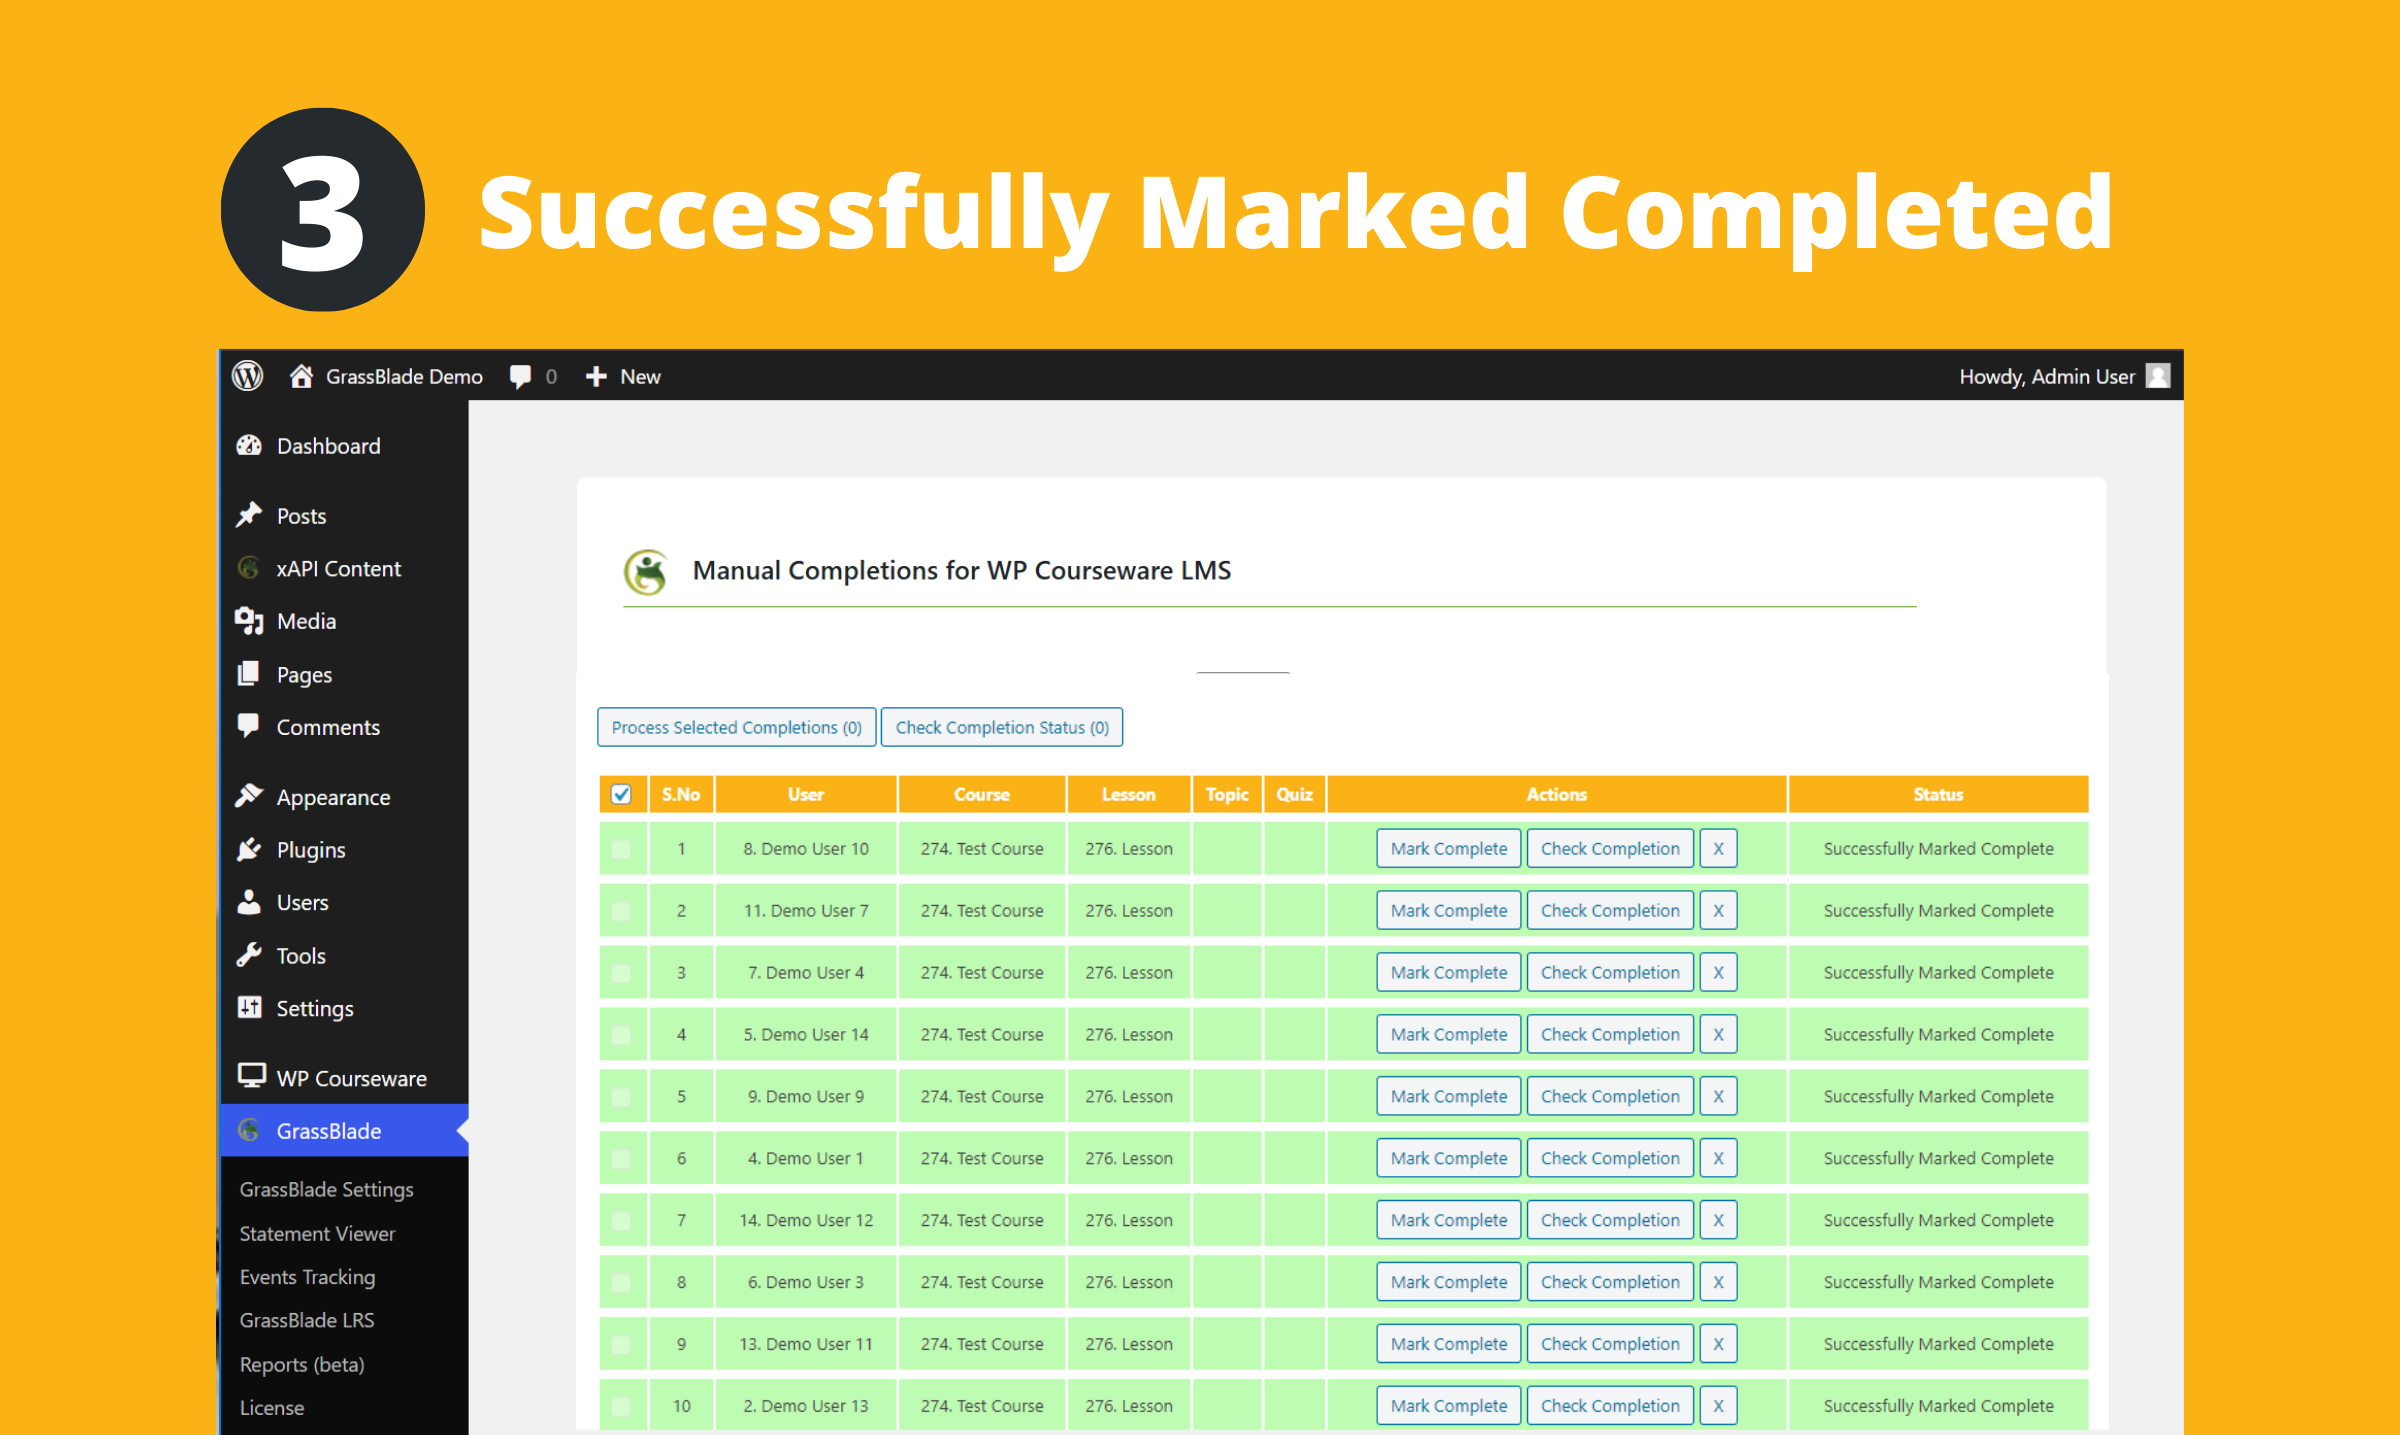 3 Successfully Marked Completed
GrassBlade Demo 0 New Howdy, Admin User
Dashboard
Posts
xAPI Content
Media
Pages
Comments
Appearance
Plugins
Users
Tools
Settings
WP Courseware
GrassBlade
GrassBlade Settings
Statement Viewer
Events Tracking
GrassBlade LRS
Reports (beta)
License
Manual Completions for WP Courseware LMS
Process Selected Completions (0) Check Completion Status (0)
S.No User Course Lesson Topic Quiz Actions Status
1 8. Demo User 10 274. Test Course 276. Lesson Mark Complete Check Completion X Successfully Marked Complete
2 11. Demo User 7 274. Test Course 276. Lesson Mark Complete Check Completion X Successfully Marked Complete
3 7. Demo User 4 274. Test Course 276. Lesson Mark Complete Check Completion X Successfully Marked Complete
4 5. Demo User 14 274. Test Course 276. Lesson Mark Complete Check Completion X Successfully Marked Complete
5 9. Demo User 9 274. Test Course 276. Lesson Mark Complete Check Completion X Successfully Marked Complete
6 4. Demo User 1 274. Test Course 276. Lesson Mark Complete Check Completion X Successfully Marked Complete
7 14. Demo User 12 274. Test Course 276. Lesson Mark Complete Check Completion X Successfully Marked Complete
8 6. Demo User 3 274. Test Course 276. Lesson Mark Complete Check Completion X Successfully Marked Complete
9 13. Demo User 11 274. Test Course 276. Lesson Mark Complete Check Completion X Successfully Marked Complete
10 2. Demo User 13 274. Test Course 276. Lesson Mark Complete Check Completion X Successfully Marked Complete